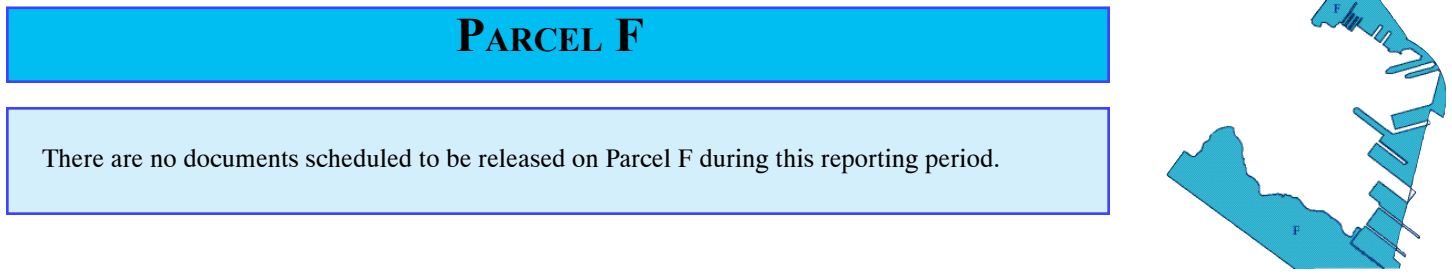 PARCEL F
There are no documents scheduled to be released on Parcel F during this reporting period.
F
F